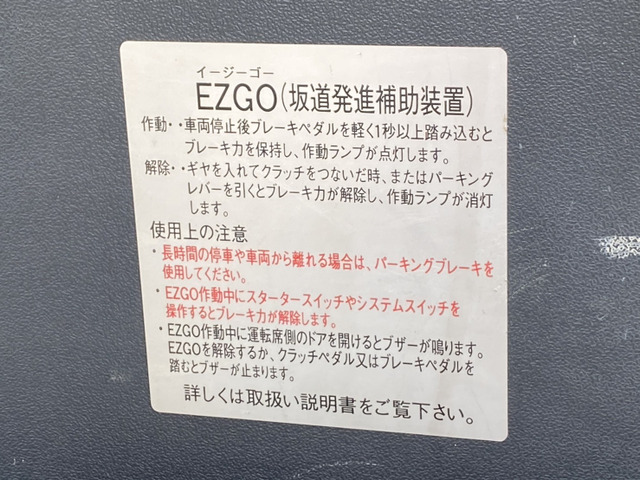 イージーゴー
EZGO(坂道発進補助装置)
作動・・車両停止後ブレーキペダルを軽く1秒以上踏み込むと
ブレーキ力を保持し、作動ランプが点灯します。
解除・・ギヤを入れてクラッチをつないだ時、またはパーキング
レバーを引くとブレーキ力が解除し、作動ランプが消灯
します。
使用上の注意
・長時間の停車や車両から離れる場合は、パーキングブレーキを
使用してください。
・EZGO作動中にスタータースイッチやシステムスイッチを
操作するとブレーキ力が解除します。
・EZGO作動中に運転席側のドアを開けるとブザーが鳴ります。
EZGOを解除するか、クラッチペダル又はブレーキペダルを
踏むとブザーが止まります。
詳しくは取扱い説明書をご覧下さい。